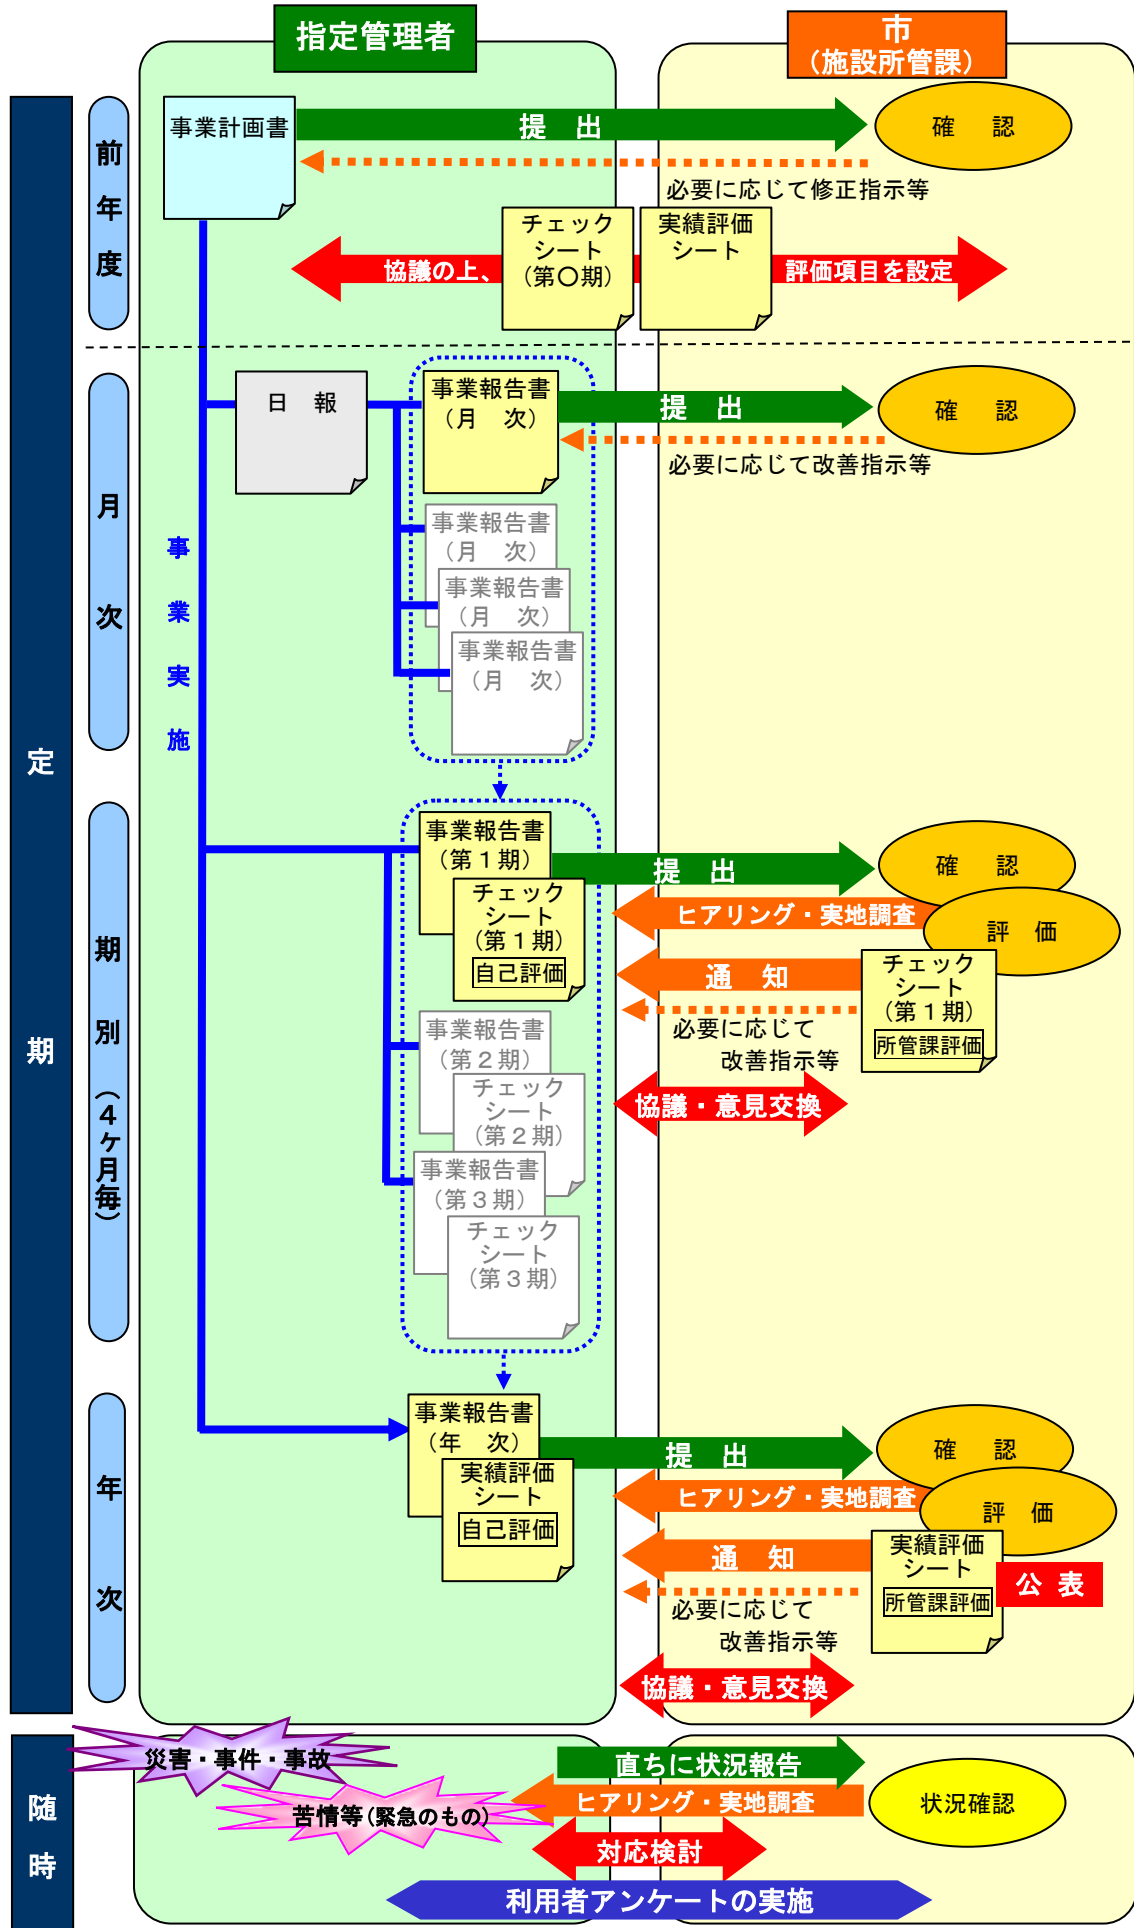 指定管理者
市
（施設所管課）
定
期
前年度
事業計画書
提　出
確　認
必要に応じて修正指示等
協議の上、
チェック
シート
（第〇期）
実績評価
シート
評価項目を設定
月次
事業実施
日　報
事業報告書
（月　次）
提　出
確　認
必要に応じて改善指示等
事業報告書
（月　次）
事業報告書
（月　次）
事業報告書
（月　次）
期別（４ヶ月毎）
事業報告書
（第１期）
チェック
シート
（第１期）
自己評価
提　出
確　認
ヒアリング・実地調査
評　価
通　知
チェック
シート
（第１期）
所管課評価
必要に応じて
改善指示等
協議・意見交換
事業報告書
（第２期）
チェック
シート
（第２期）
事業報告書
（第３期）
チェック
シート
（第３期）
年次
事業報告書
（年　次）
実績評価
シート
自己評価
提　出
確　認
ヒアリング・実地調査
評　価
通　知
実績評価
シート
所管課評価
公 表
必要に応じて
改善指示等
協議・意見交換
随時
災害・事件・事故
苦情等（緊急のもの）
直ちに状況報告
ヒアリング・実地調査
状況確認
対応検討
利用者アンケートの実施